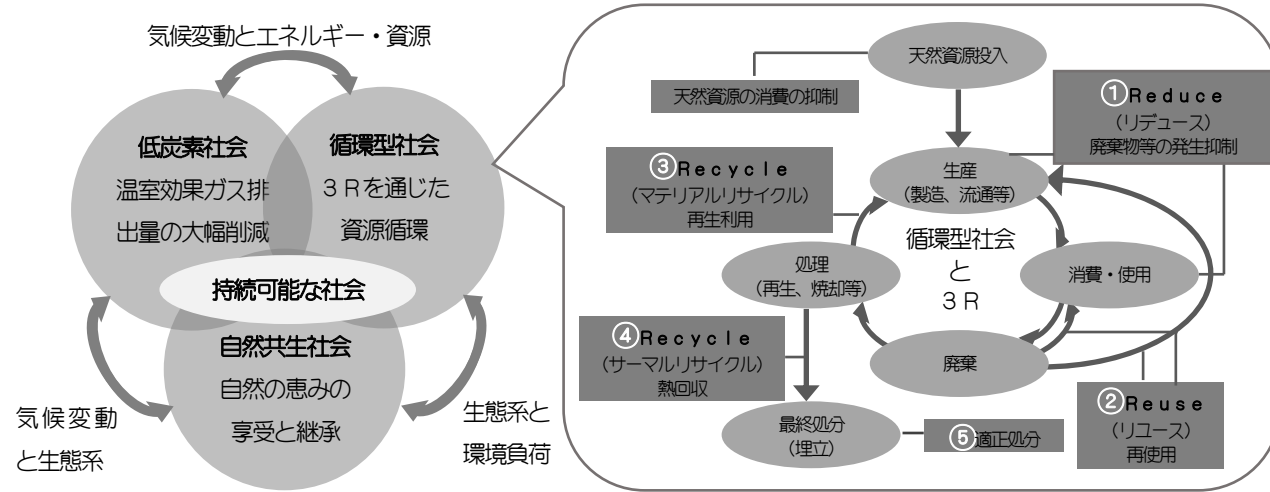 気候変動とエネルギー・資源
低炭素社会
温室効果ガス排
出量の大幅削減
循環型社会
3Rを通じた
資源循環
持続可能な社会
自然共生社会
自然の恵みの
享受と継承
気候変動
と生態系
生態系と
環境負荷
天然資源投入
天然資源の消費の抑制
①Reduce
(リデュース)
廃棄物等の発生抑制
③Recycle
(マテリアルリサイクル)
再生利用
生産
(製造、流通等)
循環型社会
と
3R
処理
(再生、焼却等)
消費・使用
④Recycle
(サーマルリサイクル)
熱回収
廃棄
②Reuse
(リユース)
再使用
最終処分
(埋立)
⑤適正処分